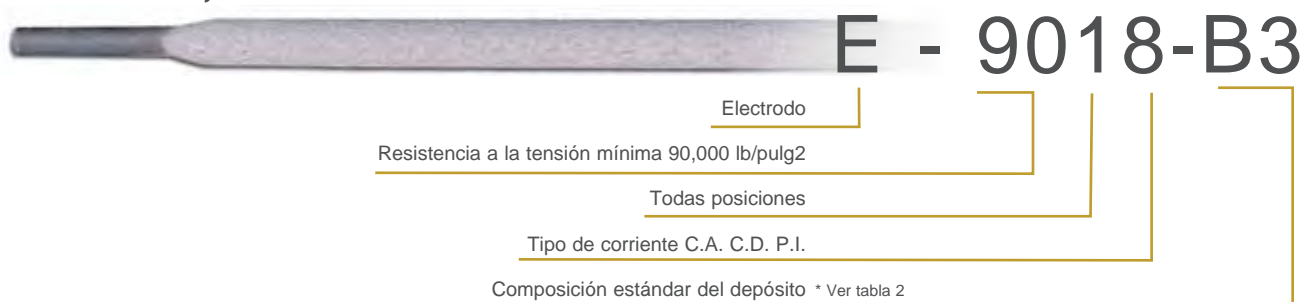 E - 9018-B3
Electrodo
Resistencia a la tensión mínima 90,000 lb/pulg2
Todas posiciones
Tipo de corriente C.A. C.D. P.I.
Composición estándar del depósito * Ver tabla 2